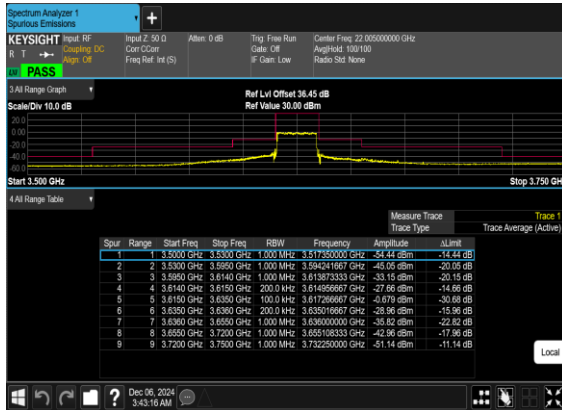 Spectrum Analyzer 1
Spurious Emissions
+
KEYSIGHT Input: RF Input Z: 50 Ω Atten: 0 dB Trig: Free Run Center Freq: 22.005000000 GHz
R T Coupling: DC Corr CCorr Gate: Off Avg|Hold: 100/100
Align: Off Freq Ref: Int (S) IF Gain: Low Radio Std: None
PASS
3 All Range Graph Ref Lvl Offset 36.45 dB
Scale/Div 10.0 dB Ref Value 30.00 dBm
20.0
0.00
-20.0
-40.0
-60.0
Start 3.500 GHz Stop 3.750 GH
4 All Range Table
Measure Trace Trace 1
Trace Type Trace Average (Active)
Spur Range Start Freq Stop Freq RBW Frequency Amplitude ΔLimit
1 1 3.5000 GHz 3.5300 GHz 1.000 MHz 3.517350000 GHz -54.44 dBm -14.44 dB
2 2 3.5300 GHz 3.5950 GHz 1.000 MHz 3.594241667 GHz -45.05 dBm -20.05 dB
3 3 3.5950 GHz 3.6140 GHz 1.000 MHz 3.613873333 GHz -33.15 dBm -20.15 dB
4 4 3.6140 GHz 3.6150 GHz 200.0 kHz 3.614956667 GHz -27.66 dBm -14.66 dB
5 5 3.6150 GHz 3.6350 GHz 100.0 kHz 3.617266667 GHz -0.679 dBm -30.68 dB
6 6 3.6350 GHz 3.6360 GHz 200.0 kHz 3.635016667 GHz -28.96 dBm -15.96 dB
7 7 3.6360 GHz 3.6550 GHz 1.000 MHz 3.636000000 GHz -35.82 dBm -22.82 dB
8 8 3.6550 GHz 3.7200 GHz 1.000 MHz 3.655108333 GHz -42.96 dBm -17.96 dB
9 9 3.7200 GHz 3.7500 GHz 1.000 MHz 3.732250000 GHz -51.14 dBm -11.14 dB
Local
? Dec 06, 2024
3:43:16 AM